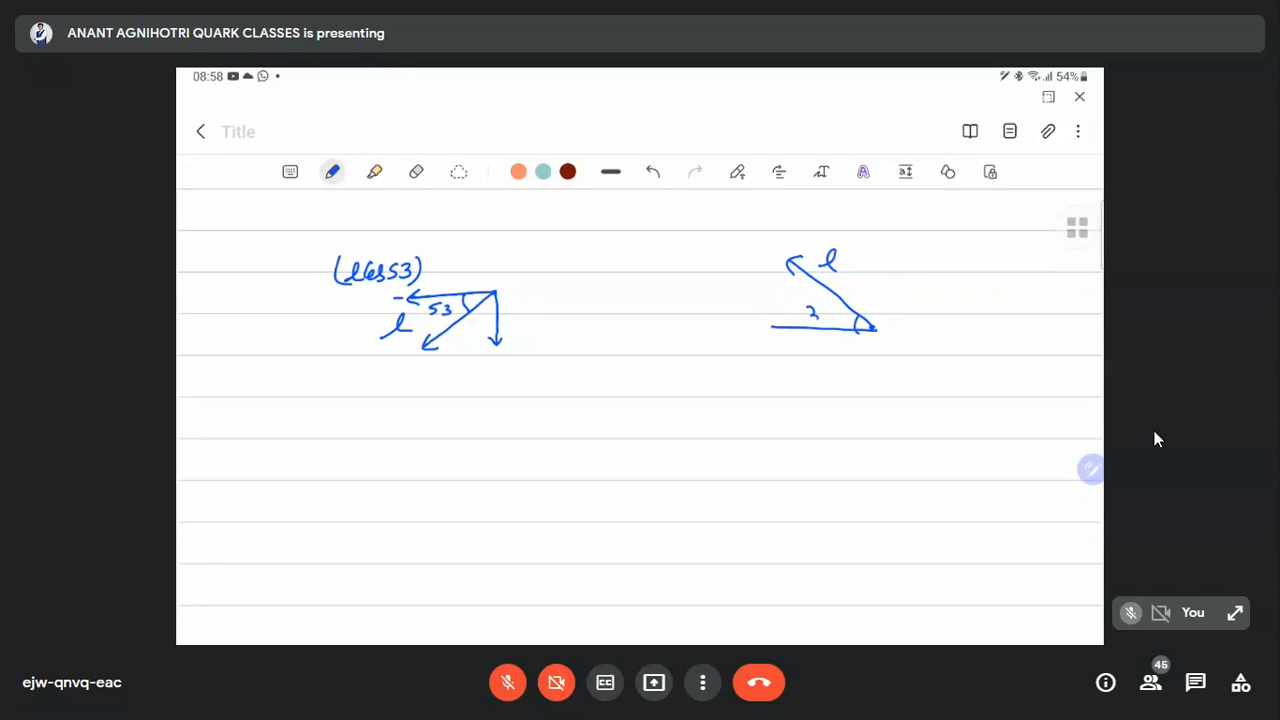 ANANT AGNIHOTRI QUARK CLASSES is presenting
08:58
54%
Title
(lcos53)
53
l
l
ejw-qnvq-eac
You
45